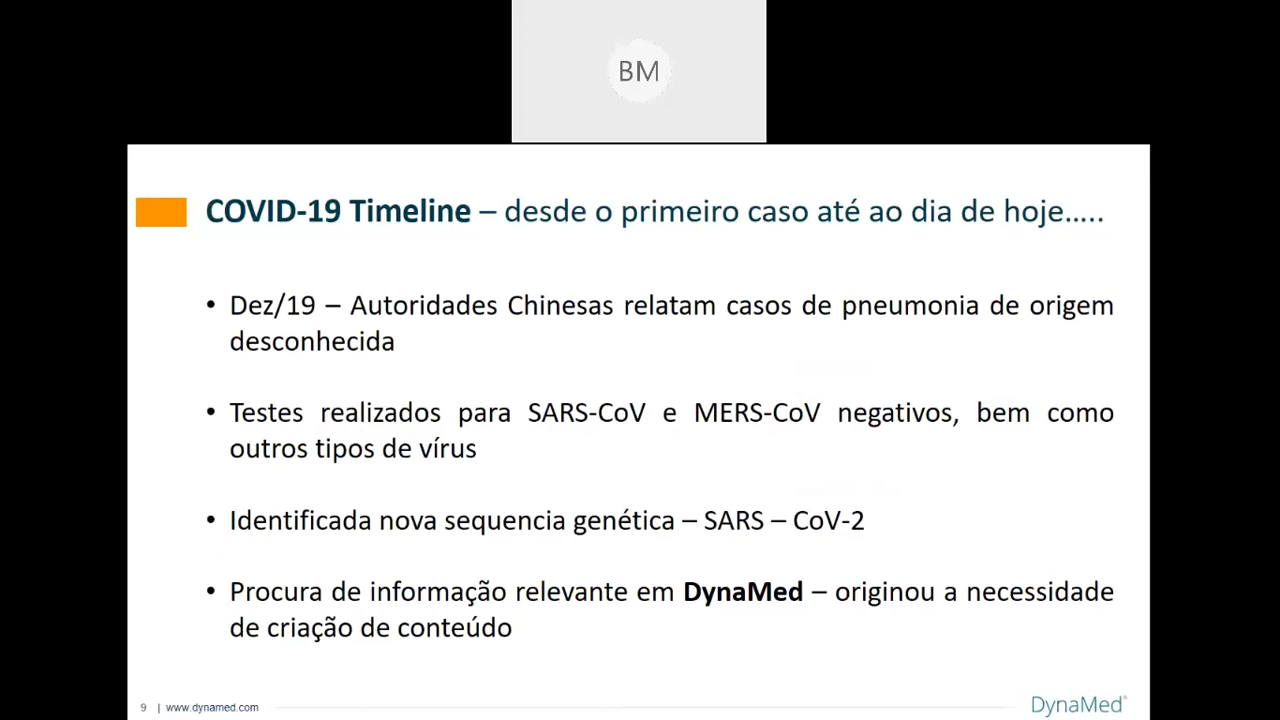 BM
COVID-19 Timeline – desde o primeiro caso até ao dia de hoje.....
• Dez/19 – Autoridades Chinesas relatam casos de pneumonia de origem
desconhecida
• Testes realizados para SARS-CoV e MERS-CoV negativos, bem como
outros tipos de vírus
• Identificada nova sequencia genética – SARS – CoV-2
• Procura de informação relevante em DynaMed – originou a necessidade
de criação de conteúdo
9 | www.dynamed.com
DynaMed®